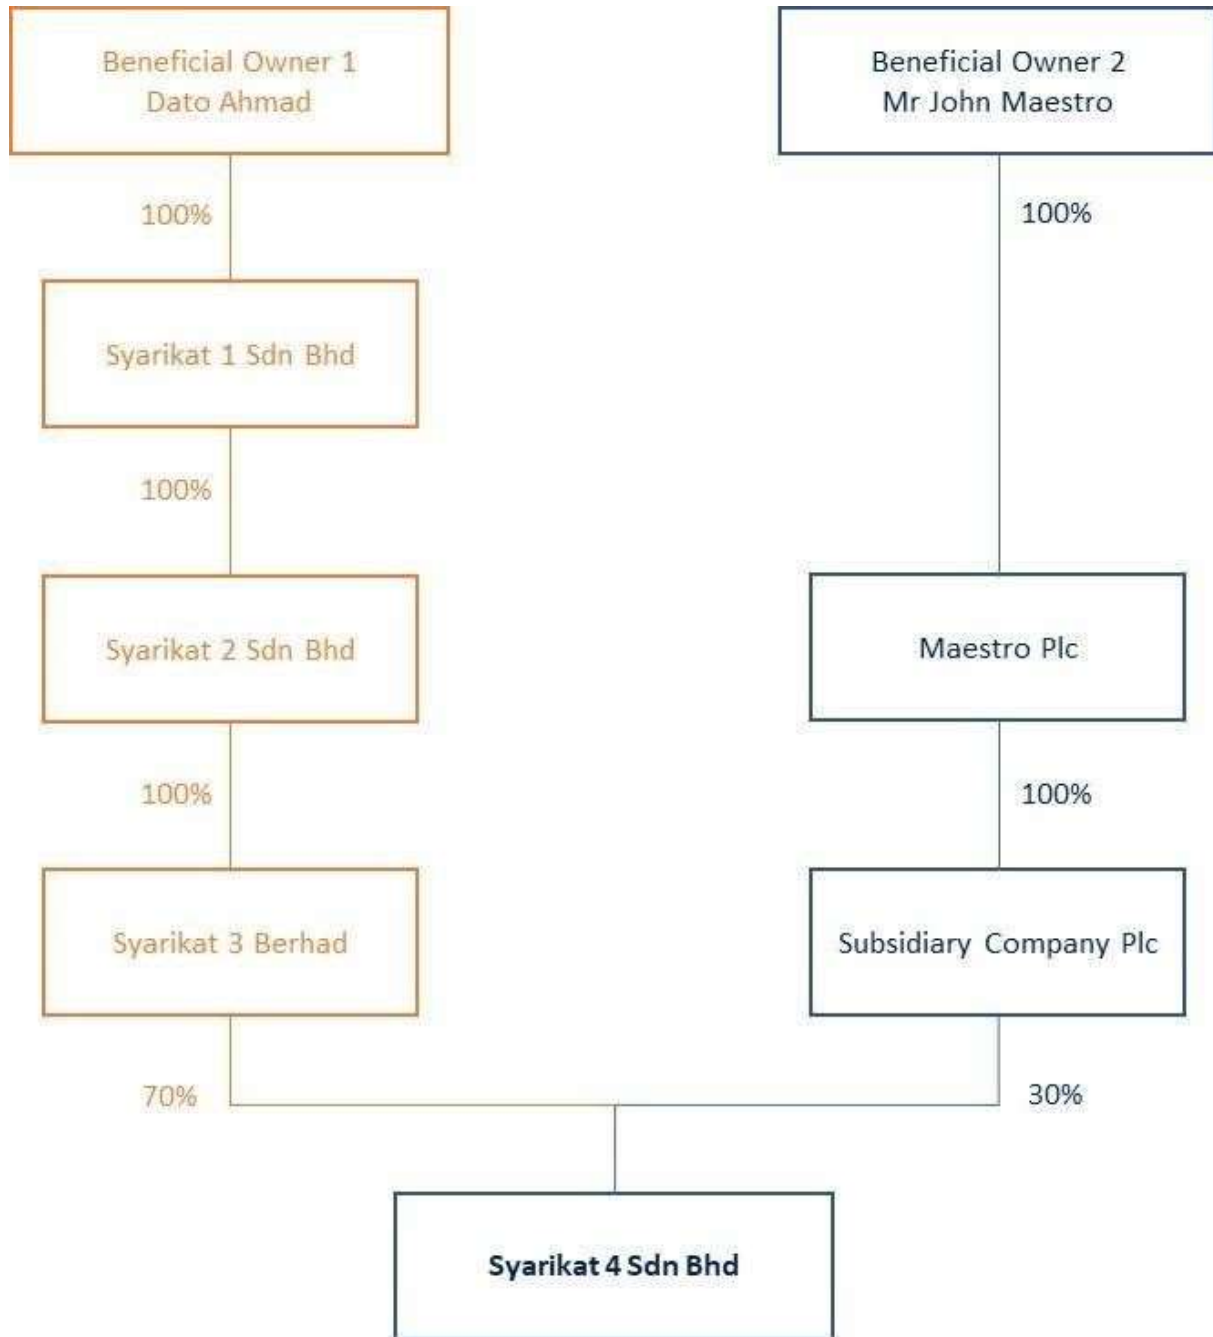 Beneficial Owner 1
Dato Ahmad
Beneficial Owner 2
Mr John Maestro
100%
100%
Syarikat 1 Sdn Bhd
100%
Syarikat 2 Sdn Bhd
Maestro Plc
100%
100%
Syarikat 3 Berhad
Subsidiary Company Plc
70%
30%
Syarikat 4 Sdn Bhd